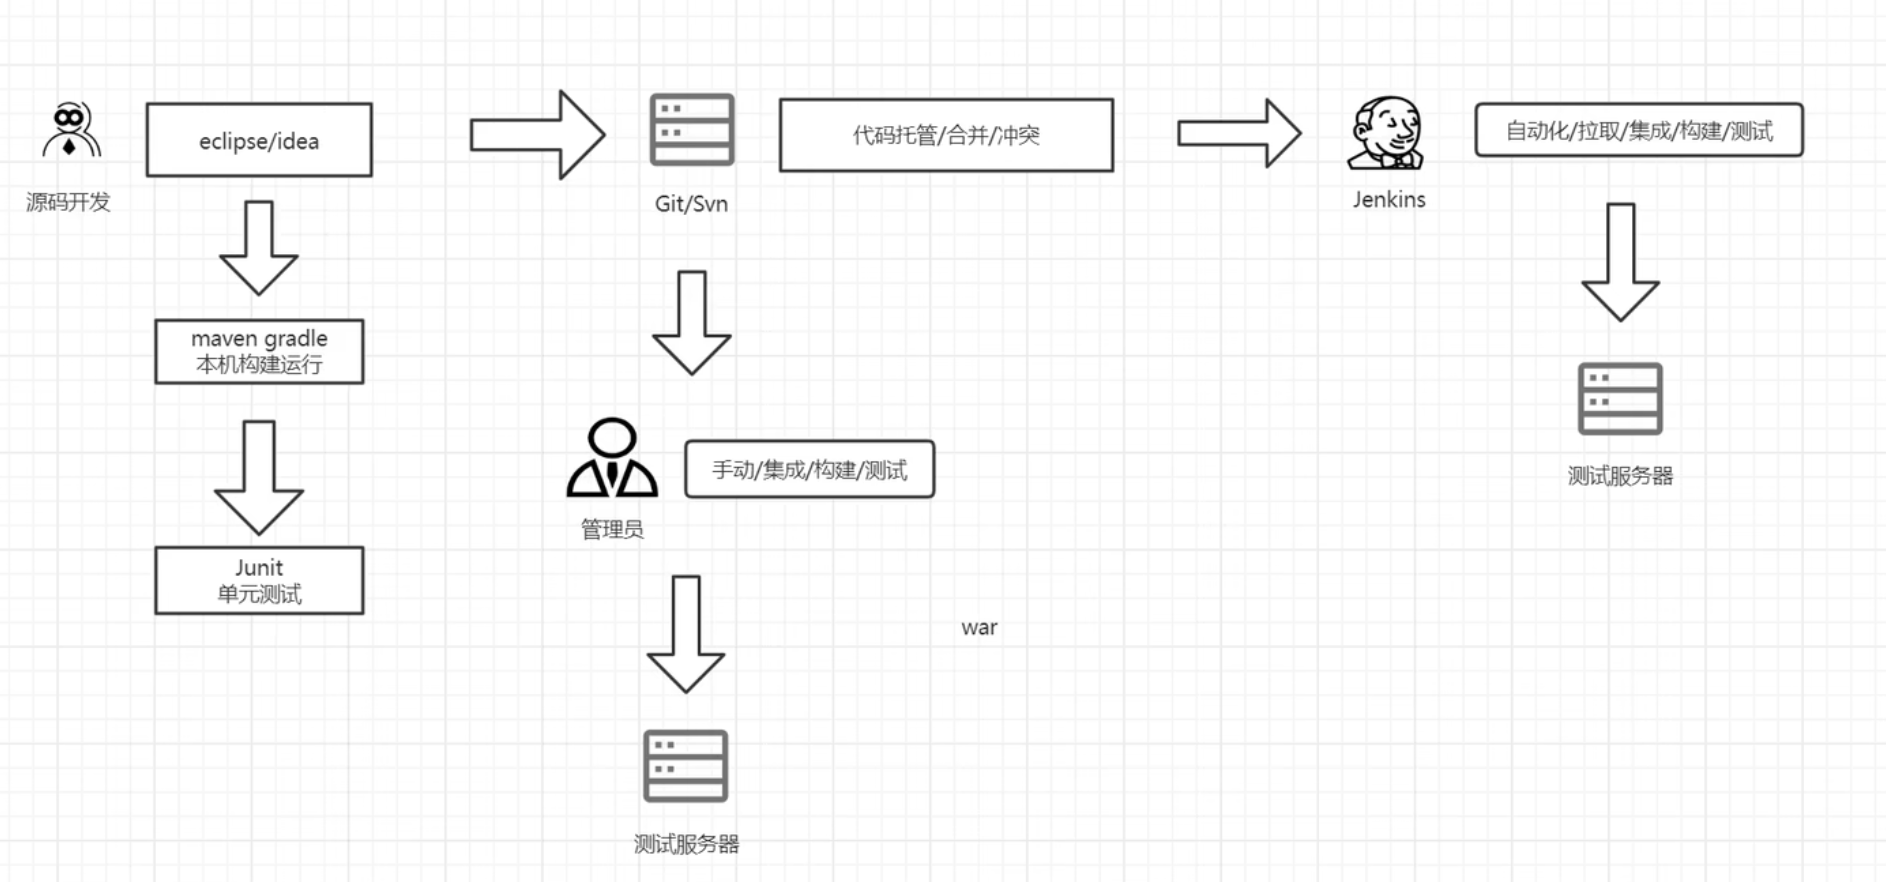 源码开发
eclipse/idea
maven gradle
本机构建运行
Junit
单元测试
Git/Svn
代码托管/合并/冲突
管理员
手动/集成/构建/测试
war
测试服务器
Jenkins
自动化/拉取/集成/构建/测试
测试服务器